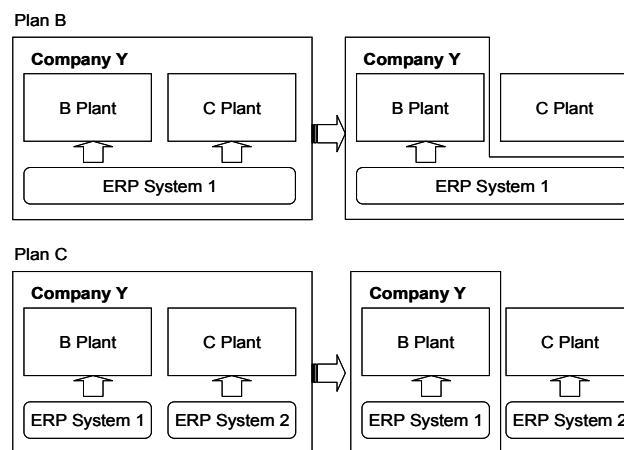 Plan B
Company Y Company Y
B Plant C Plant B Plant C Plant
ERP System 1 ERP System 1
Plan C
Company Y Company Y
B Plant C Plant B Plant C Plant
ERP System 1 ERP System 2 ERP System 1 ERP System 2